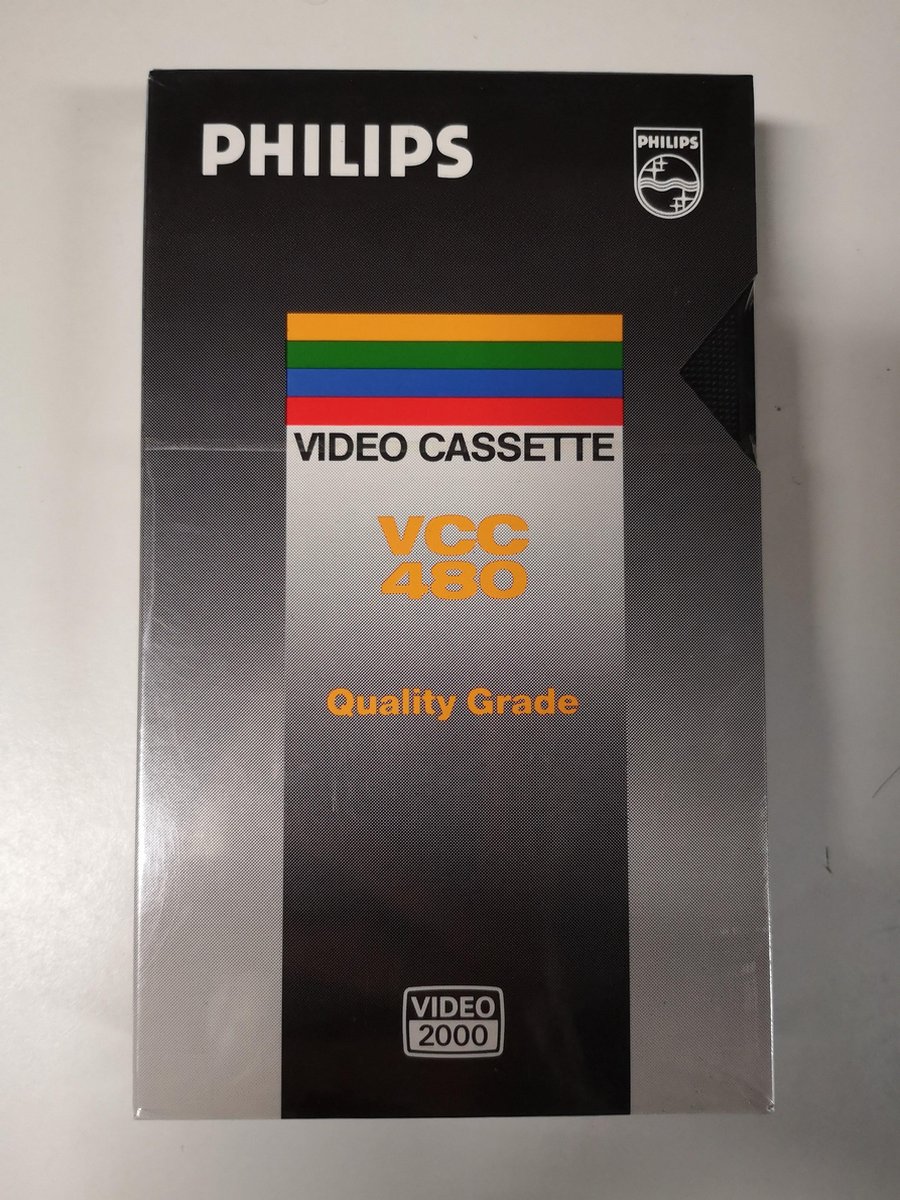 PHILIPS
PHILIPS
VIDEO CASSETTE
VCC
480
Quality Grade
VIDEO
2000